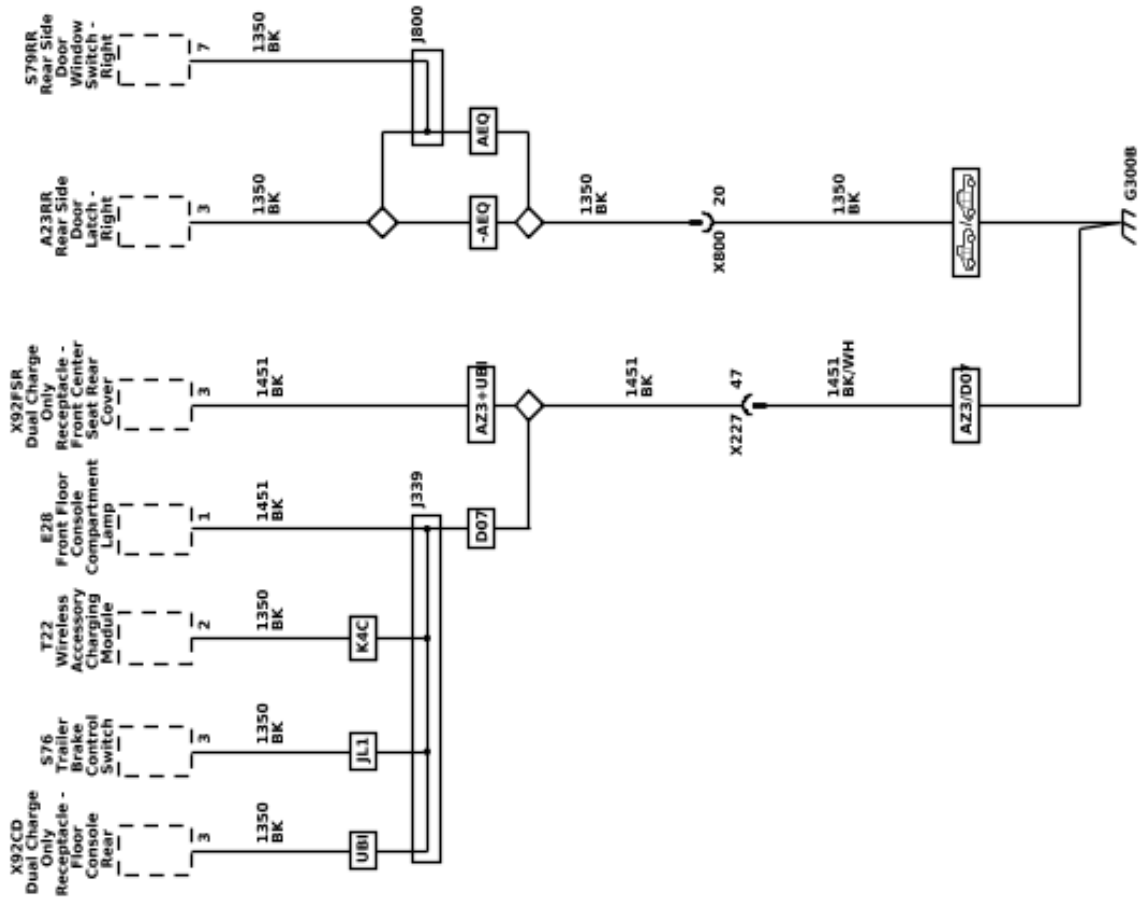 X92CD
Dual Charge
Only
Receptacle -
Floor
Console
Rear
S76
Trailer
Brake
Control
Switch
T22
Wireless
Accessory
Charging
Module
E28
Front Floor
Console
Compartment
Lamp
X92FSR
Dual Charge
Only
Receptacle -
Front Center
Seat Rear
Cover
A23RR
Rear Side
Door
Latch -
Right
S79RR
Rear Side
Door
Window
Switch -
Right
3
3
2
1
3
3
7
1350
BK
1350
BK
1350
BK
1451
BK
1451
BK
1350
BK
1350
BK
UBI
JL1
K4C
J339
J800
D07
AZ3+UBI
-AEQ
AEQ
1451
BK
1350
BK
X227
47
X800
20
1451
BK/WH
1350
BK
AZ3/D07
/
G300B